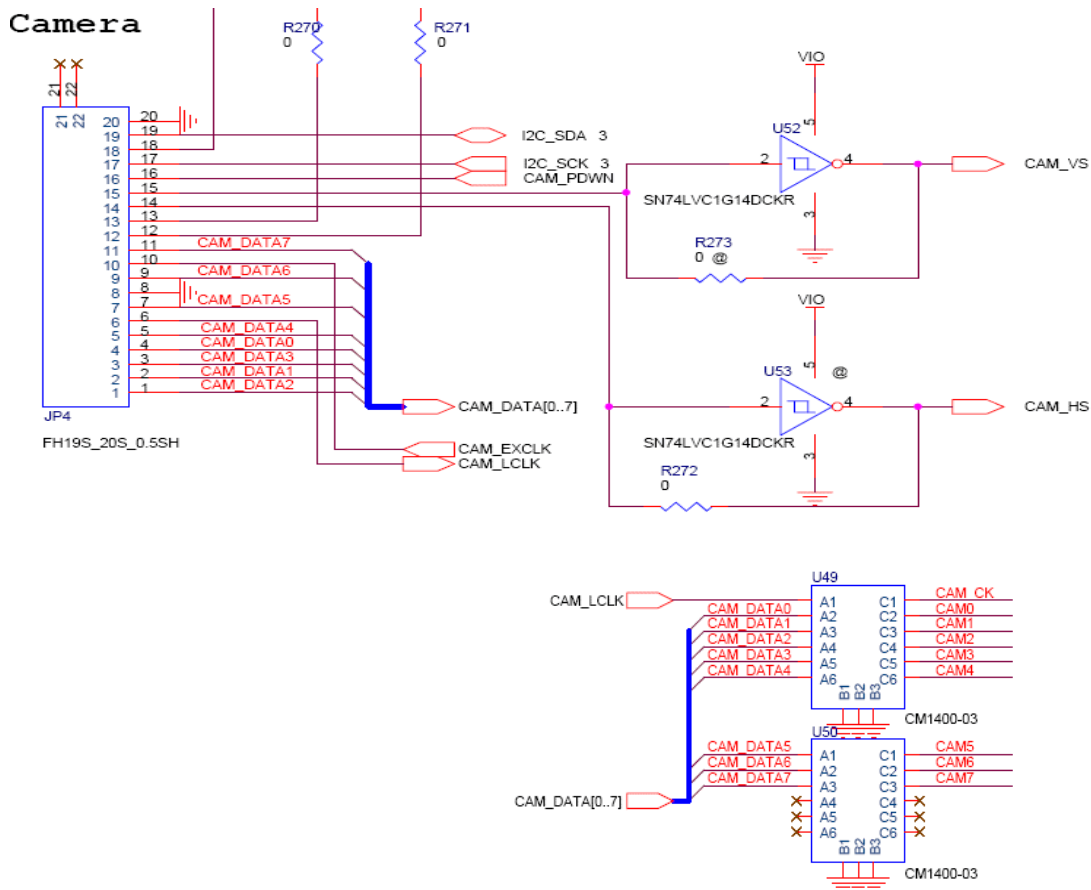 Camera
R270
0
R271
0
21 22
21 22
20 20
19 19
18 18
17 17
16 16
15 15
14 14
13 13
12 12
11 11
10 10
9 9
8 8
7 7
6 6
5 5
4 4
3 3
2 2
1 1
JP4
FH19S_20S_0.5SH
I2C_SDA 3
I2C_SCK 3
CAM_PDWN
CAM_DATA7
CAM_DATA6
CAM_DATA5
CAM_DATA4
CAM_DATA0
CAM_DATA3
CAM_DATA1
CAM_DATA2
CAM_DATA[0..7]
CAM_EXCLK
CAM_LCLK
VIO
5
U52
2 4
CAM_VS
SN74LVC1G14DCKR
3
R273
0 @
VIO
5
U53 @
2 4
CAM_HS
SN74LVC1G14DCKR
3
R272
0
U49
CAM_LCLK
A1 C1 CAM_CK
CAM_DATA0 A2 C2 CAM0
CAM_DATA1 A3 C3 CAM1
CAM_DATA2 A4 C4 CAM2
CAM_DATA3 A5 C5 CAM3
CAM_DATA4 A6 C6 CAM4
B1 B2 B3
CM1400-03
U50
CAM_DATA5 A1 C1 CAM5
CAM_DATA6 A2 C2 CAM6
CAM_DATA7 A3 C3 CAM7
CAM_DATA[0..7]
A4 C4
A5 C5
A6 C6
B1 B2 B3
CM1400-03